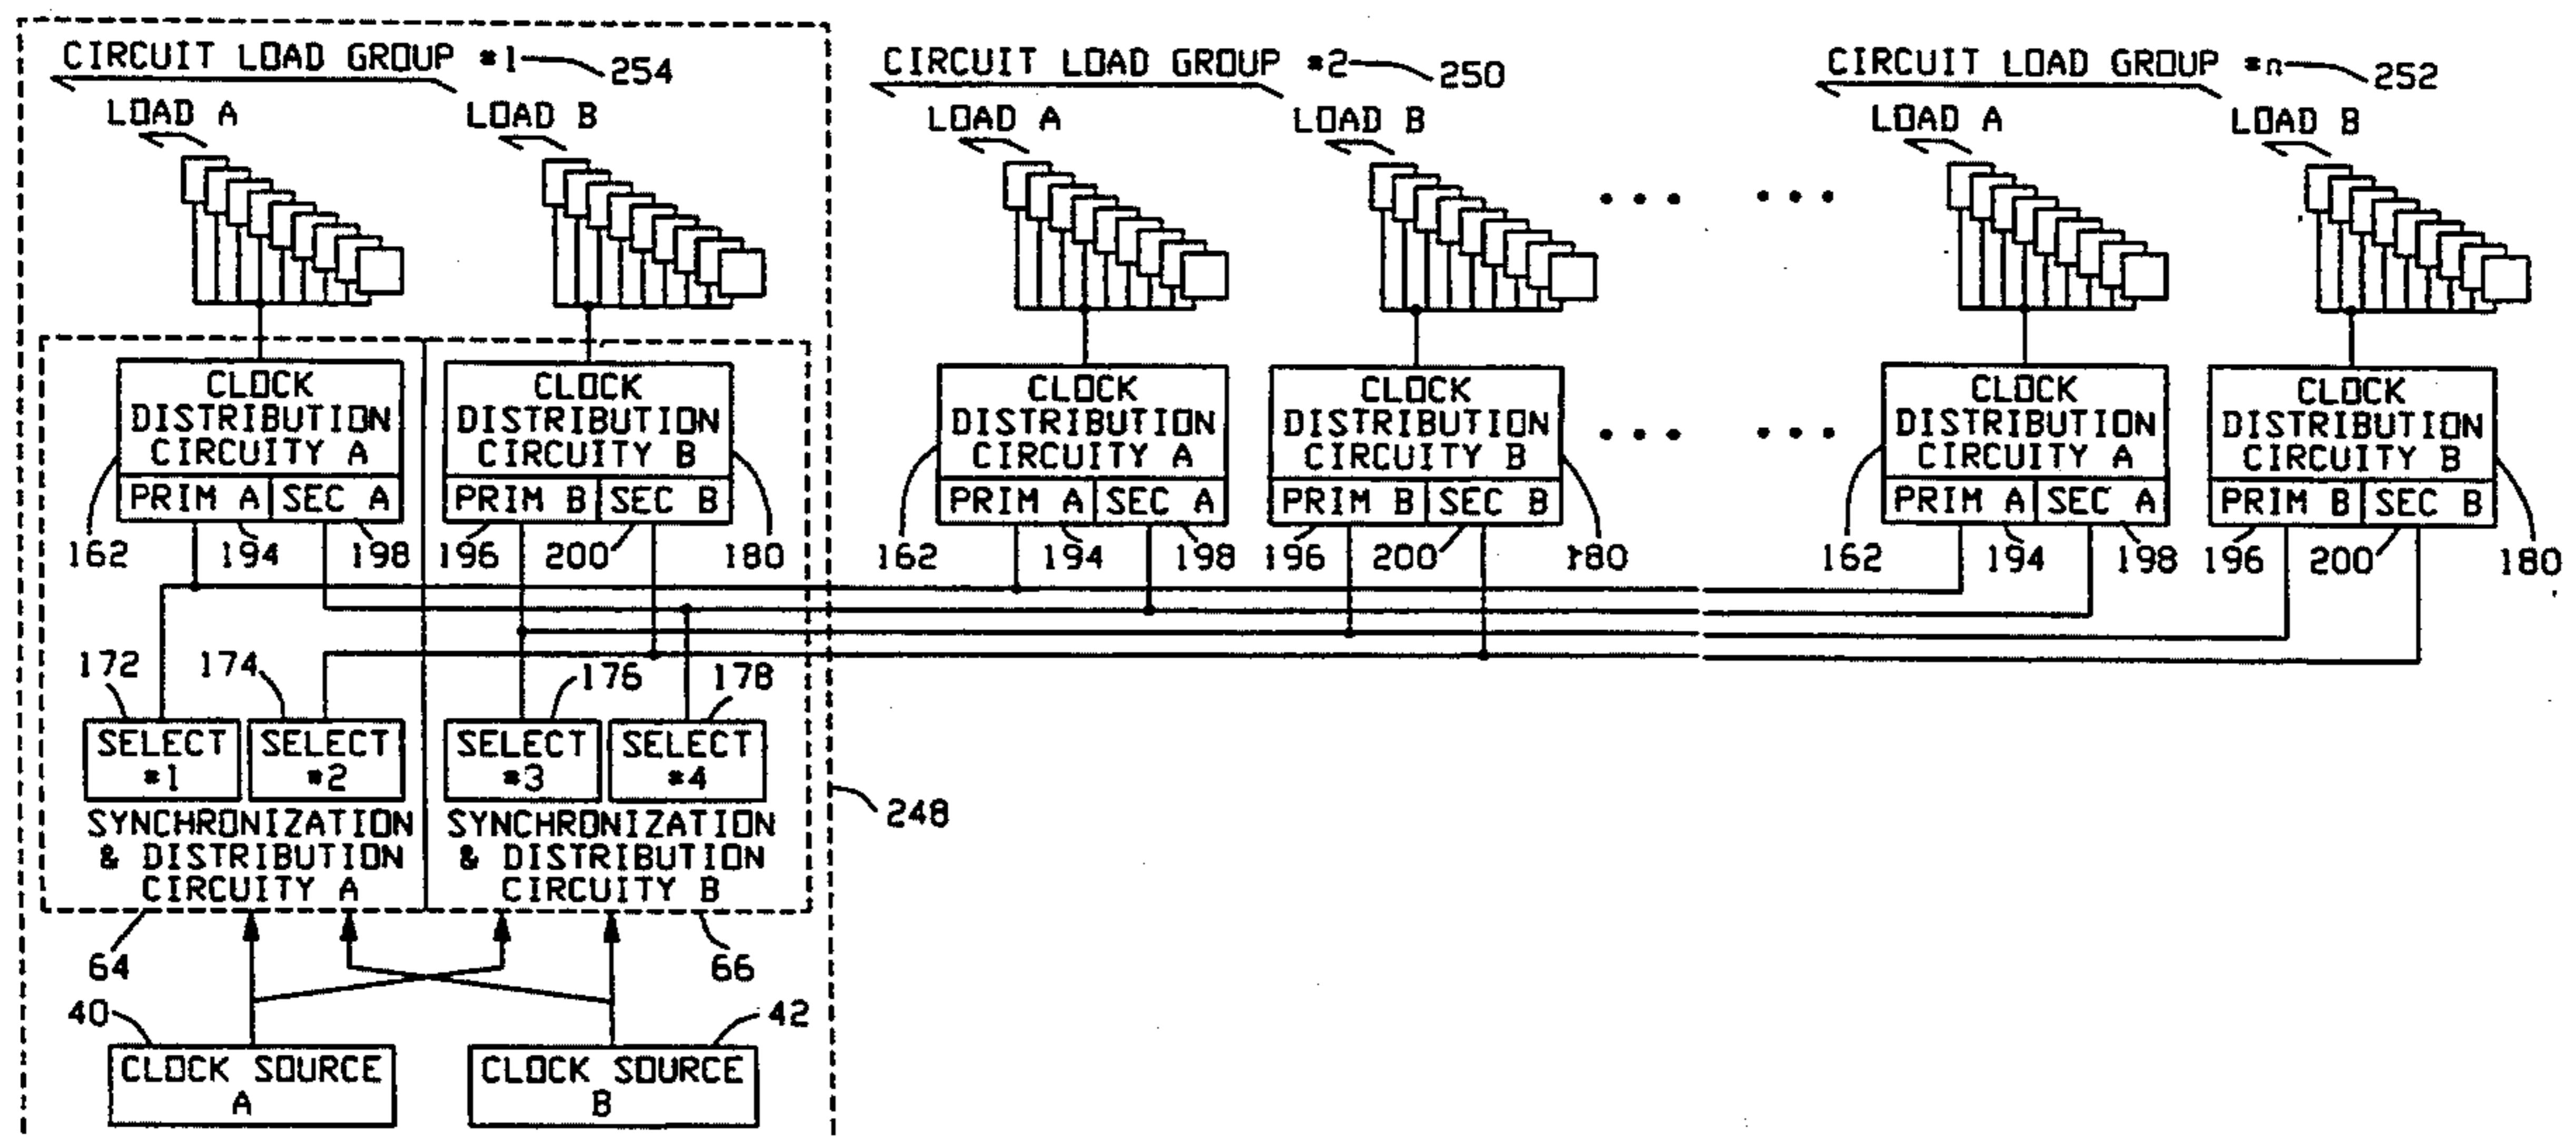 CIRCUIT LOAD GROUP #1 254
CIRCUIT LOAD GROUP #2 250
CIRCUIT LOAD GROUP #n 252
LOAD A
LOAD B
LOAD A
LOAD B
LOAD A
LOAD B
CLOCK
DISTRIBUTION
CIRCUITY A
PRIM A SEC A
CLOCK
DISTRIBUTION
CIRCUITY B
PRIM B SEC B
CLOCK
DISTRIBUTION
CIRCUITY A
PRIM A SEC A
CLOCK
DISTRIBUTION
CIRCUITY B
PRIM B SEC B
CLOCK
DISTRIBUTION
CIRCUITY A
PRIM A SEC A
CLOCK
DISTRIBUTION
CIRCUITY B
PRIM B SEC B
162 194 198 196 200 180
162 194 198 196 200 180
162 194 198 196 200 180
172 174 176 178
SELECT
#1
SELECT
#2
SELECT
#3
SELECT
#4
SYNCHRONIZATION
& DISTRIBUTION
CIRCUITY A
SYNCHRONIZATION
& DISTRIBUTION
CIRCUITY B
248
64
66
40
42
CLOCK SOURCE
A
CLOCK SOURCE
B